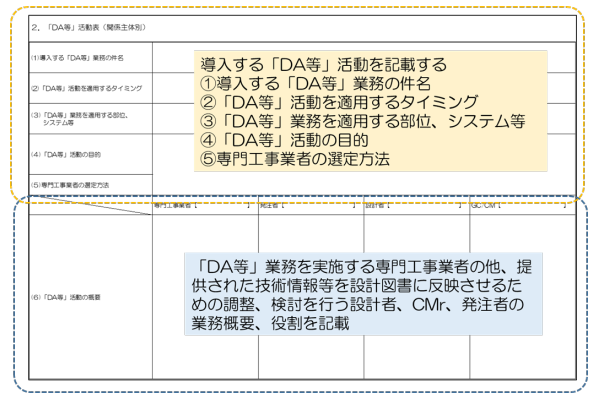 2．「DA等」活動表（関係主体別）
(1)導入する「DA等」業務の件名
(2)「DA等」活動を適用するタイミング
(3)「DA等」業務を適用する部位、
システム等
(4)「DA等」活動の目的
(5)専門工事業者の選定方法
導入する「DA等」活動を記載する
①導入する「DA等」業務の件名
②「DA等」活動を適用するタイミング
③「DA等」業務を適用する部位、システム等
④「DA等」活動の目的
⑤専門工事業者の選定方法
専門工事業者【　　】
発注者【　　】
設計者【　　】
GC/CM【　　】
(6)「DA等」活動の概要
「DA等」業務を実施する専門工事業者の他、提
供された技術情報等を設計図書に反映させるた
めの調整、検討を行う設計者、CMr、発注者の
業務概要、役割を記載